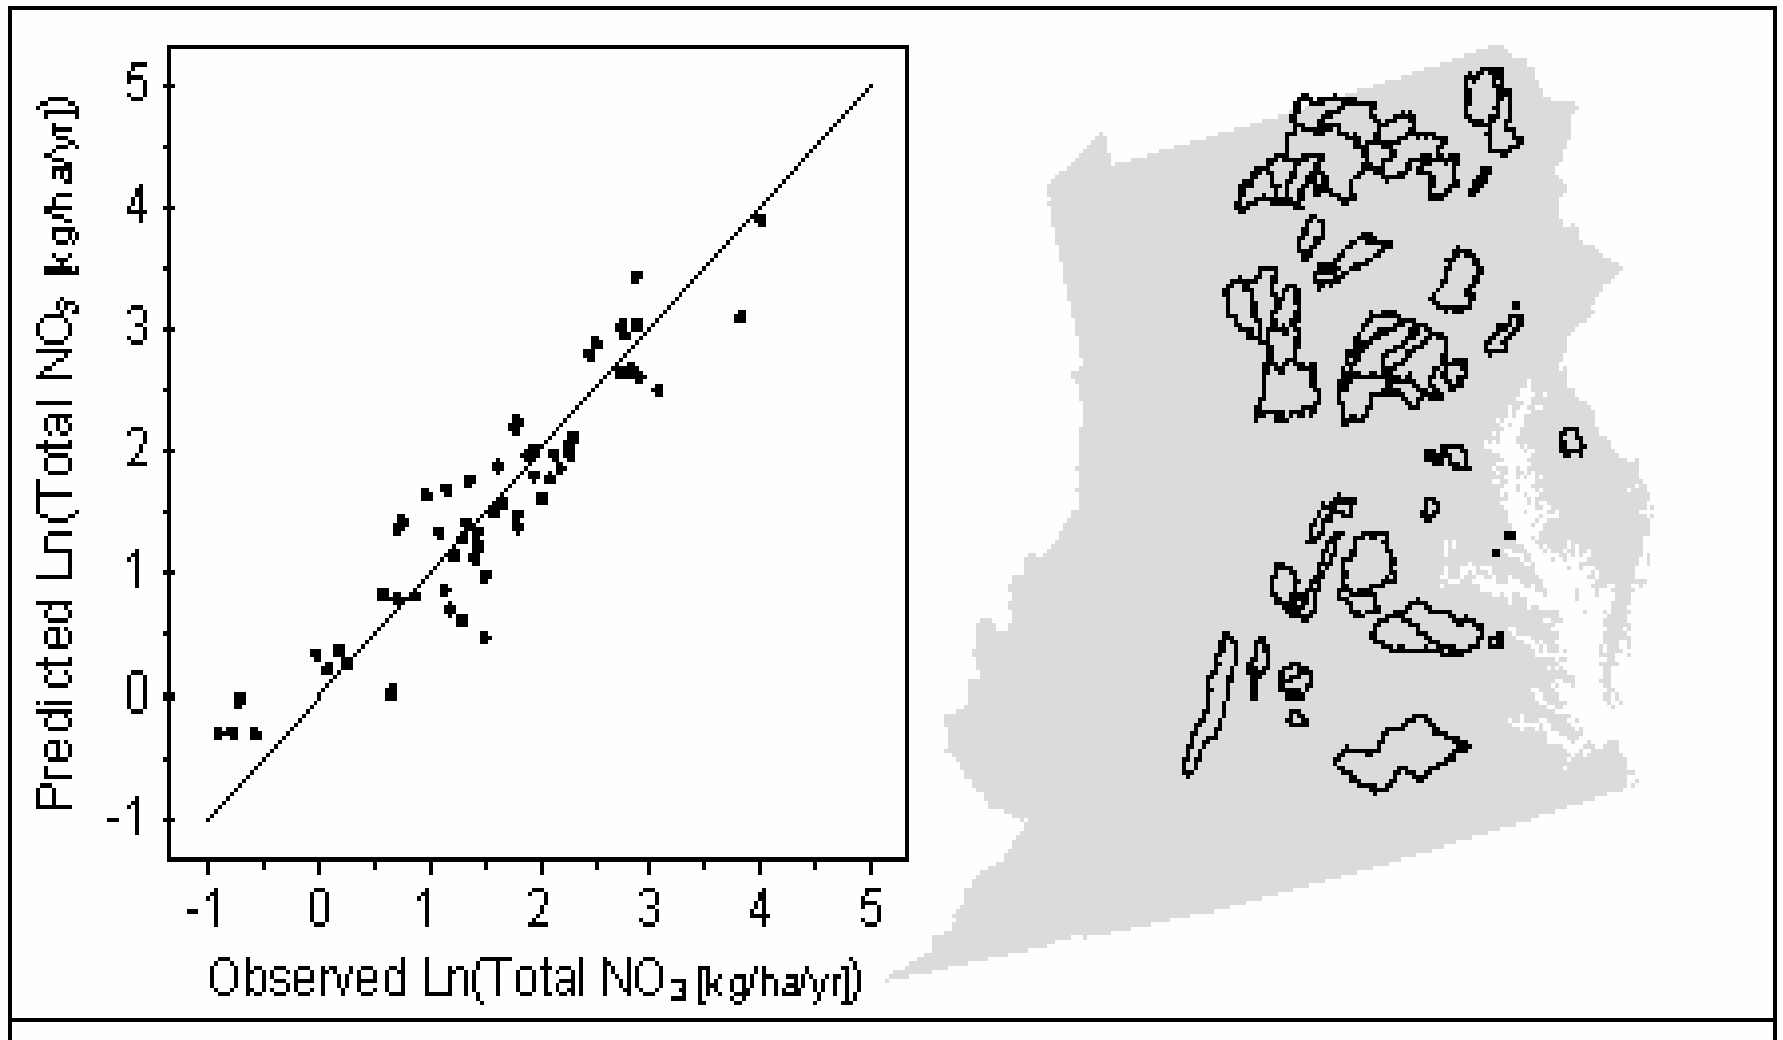 Predicted Ln(Total NO3 [kg/ha/yr])
5
4
3
2
1
0
-1
-1 0 1 2 3 4 5
Observed Ln(Total NO3 [kg/ha/yr])